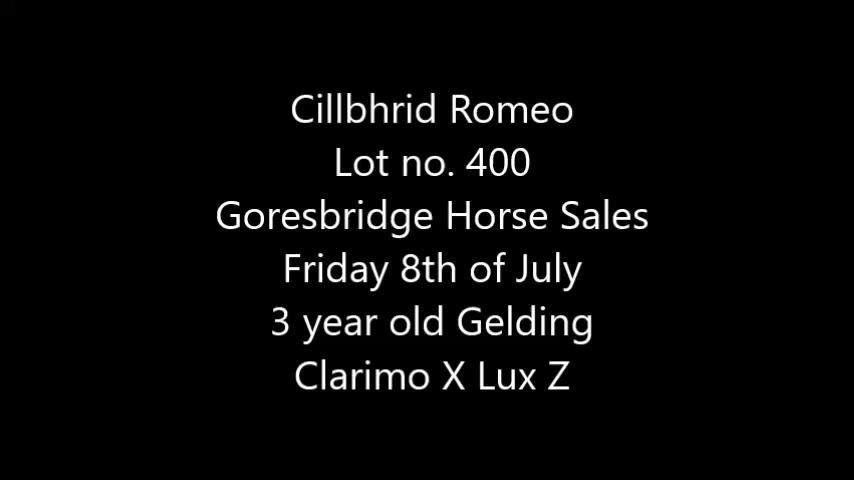 Cillbhrid Romeo
Lot no. 400
Goresbridge Horse Sales
Friday 8th of July
3 year old Gelding
Clarimo X Lux Z